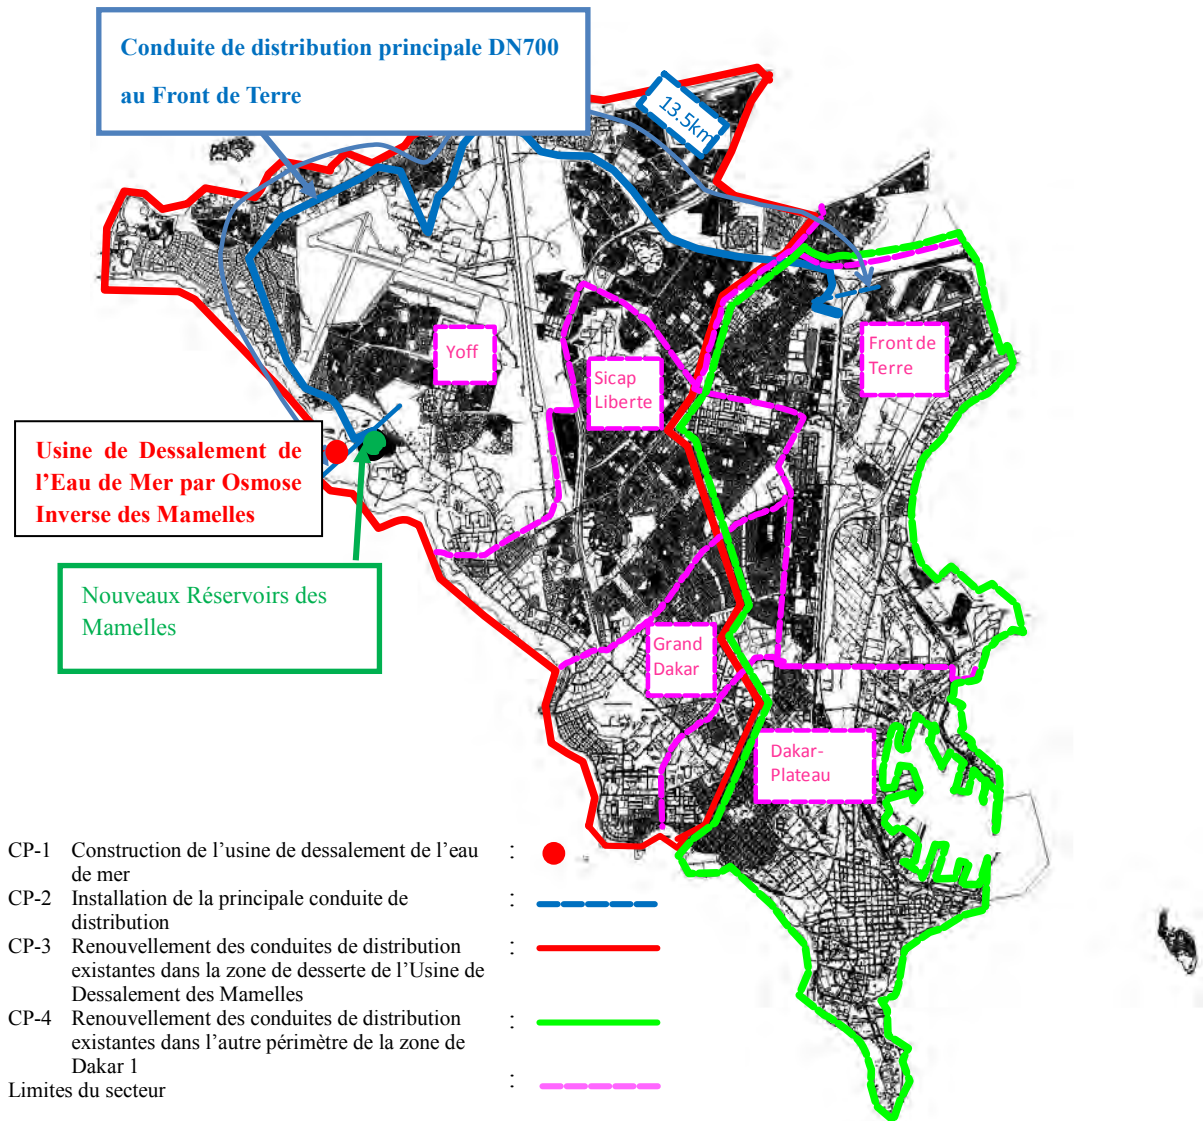 Conduite de distribution principale DN700
au Front de Terre
13.5km
Yoff
Sicap
Liberte
Front de
Terre
Usine de Dessalement de
l'Eau de Mer par Osmose
Inverse des Mamelles
Nouveaux Réservoirs des
Mamelles
Grand
Dakar
Dakar-
Plateau
CP-1 Construction de l'usine de dessalement de l'eau :
de mer
CP-2 Installation de la principale conduite de :
distribution
CP-3 Renouvellement des conduites de distribution :
existantes dans la zone de desserte de l'Usine de
Dessalement des Mamelles
CP-4 Renouvellement des conduites de distribution :
existantes dans l'autre périmètre de la zone de
Dakar 1
Limites du secteur :